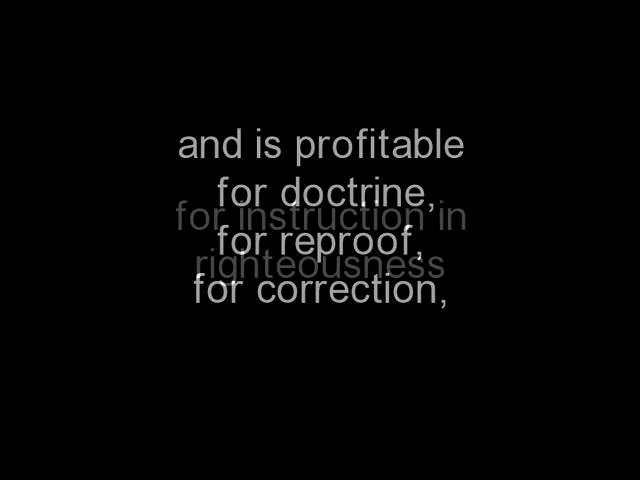 and is profitable
for doctrine,
for instruction in
for reproof,
righteousness
for correction,